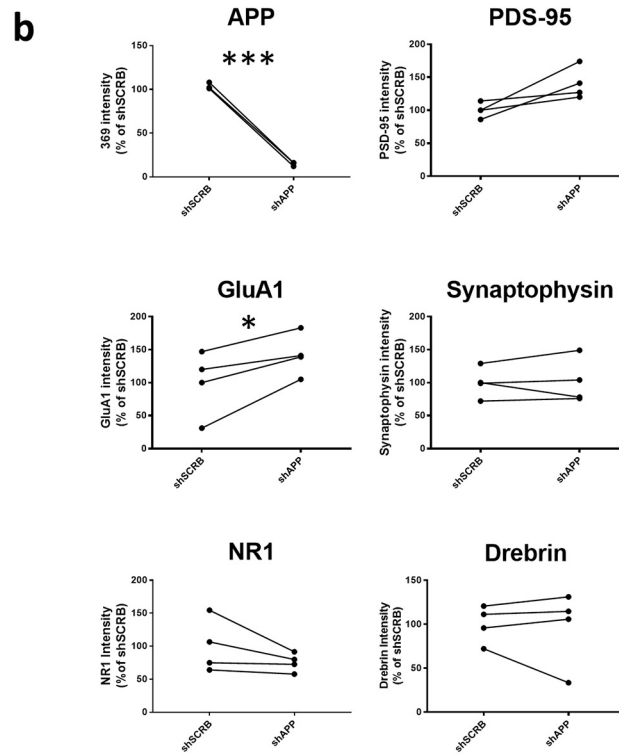 b
APP
***
369 intensity
(% of shSCRB)
150
100
50
0
shSCRB
shAPP
PDS-95
PSD-95 intensity
(% of shSCRB)
200
150
100
50
0
shSCRB
shAPP
GluA1
*
GluA1 intensity
(% of shSCRB)
200
150
100
50
0
shSCRB
shAPP
Synaptophysin
Synaptophysin intensity
(% of shSCRB)
200
150
100
50
0
shSCRB
shAPP
NR1
NR1 Intensity
(% of shSCRB)
200
150
100
50
0
shSCRB
shAPP
Drebrin
Drebrin Intensity
(% of shSCRB)
150
100
50
0
shSCRB
shAPP